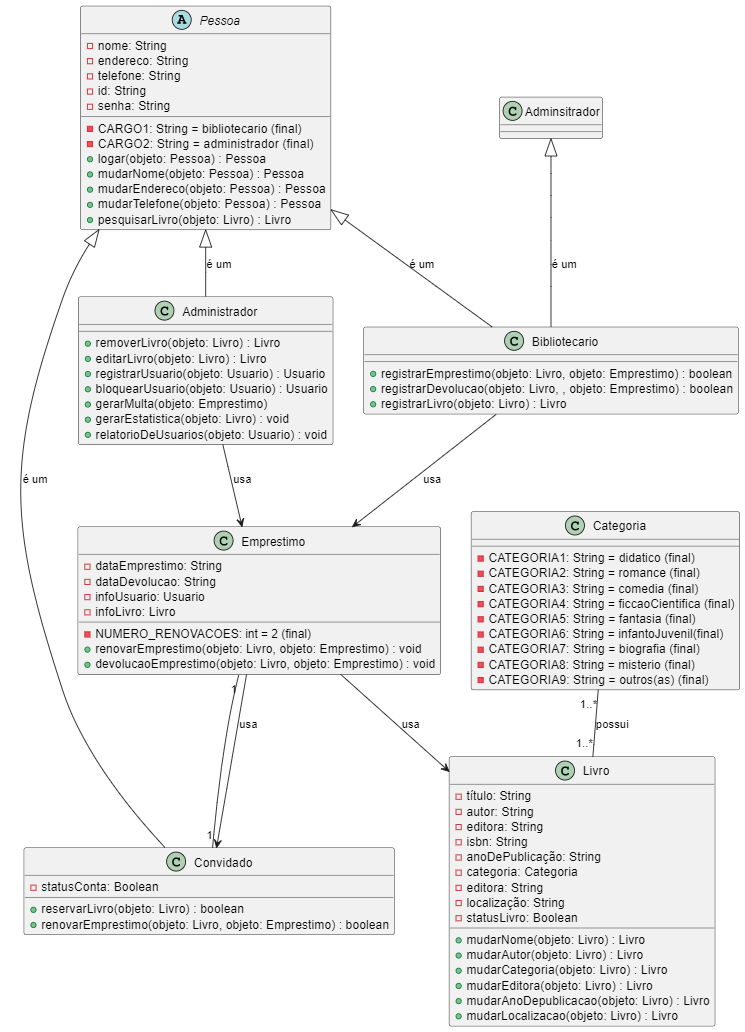 A Pessoa
nome: String
endereco: String
telefone: String
id: String
senha: String
CARGO1: String = bibliotecario (final)
CARGO2: String = administrador (final)
logar(objeto: Pessoa) : Pessoa
mudarNome(objeto: Pessoa) : Pessoa
mudarEndereco(objeto: Pessoa) : Pessoa
mudarTelefone(objeto: Pessoa) : Pessoa
pesquisarLivro(objeto: Livro) : Livro
C Adminsitrador
é um
é um
é um
C Administrador
removerLivro(objeto: Livro) : Livro
editarLivro(objeto: Livro) : Livro
registrarUsuario(objeto: Usuario) : Usuario
bloquearUsuario(objeto: Usuario) : Usuario
gerarMulta(objeto: Emprestimo)
gerarEstatistica(objeto: Livro) : void
relatorioDeUsuarios(objeto: Usuario) : void
C Bibliotecario
registrarEmprestimo(objeto: Livro, objeto: Emprestimo) : boolean
registrarDevolucao(objeto: Livro, , objeto: Emprestimo) : boolean
registrarLivro(objeto: Livro) : Livro
é um
usa
usa
C Emprestimo
dataEmprestimo: String
dataDevolucao: String
infoUsuario: Usuario
infoLivro: Livro
NUMERO_RENOVACOES: int = 2 (final)
renovarEmprestimo(objeto: Livro, objeto: Emprestimo) : void
devolucaoEmprestimo(objeto: Livro, objeto: Emprestimo) : void
C Categoria
CATEGORIA1: String = didatico (final)
CATEGORIA2: String = romance (final)
CATEGORIA3: String = comedia (final)
CATEGORIA4: String = ficcaoCientifica (final)
CATEGORIA5: String = fantasia (final)
CATEGORIA6: String = infantoJuvenil(final)
CATEGORIA7: String = biografia (final)
CATEGORIA8: String = misterio (final)
CATEGORIA9: String = outros(as) (final)
1
usa
usa
1..*
possui
1..*
1
C Convidado
statusConta: Boolean
reservarLivro(objeto: Livro) : boolean
renovarEmprestimo(objeto: Livro, objeto: Emprestimo) : boolean
C Livro
título: String
autor: String
editora: String
isbn: String
anoDePublicação: String
categoria: Categoria
editora: String
localização: String
statusLivro: Boolean
mudarNome(objeto: Livro) : Livro
mudarAutor(objeto: Livro) : Livro
mudarCategoria(objeto: Livro) : Livro
mudarEditora(objeto: Livro) : Livro
mudarAnoDepublicacao(objeto: Livro) : Livro
mudarLocalizacao(objeto: Livro) : Livro